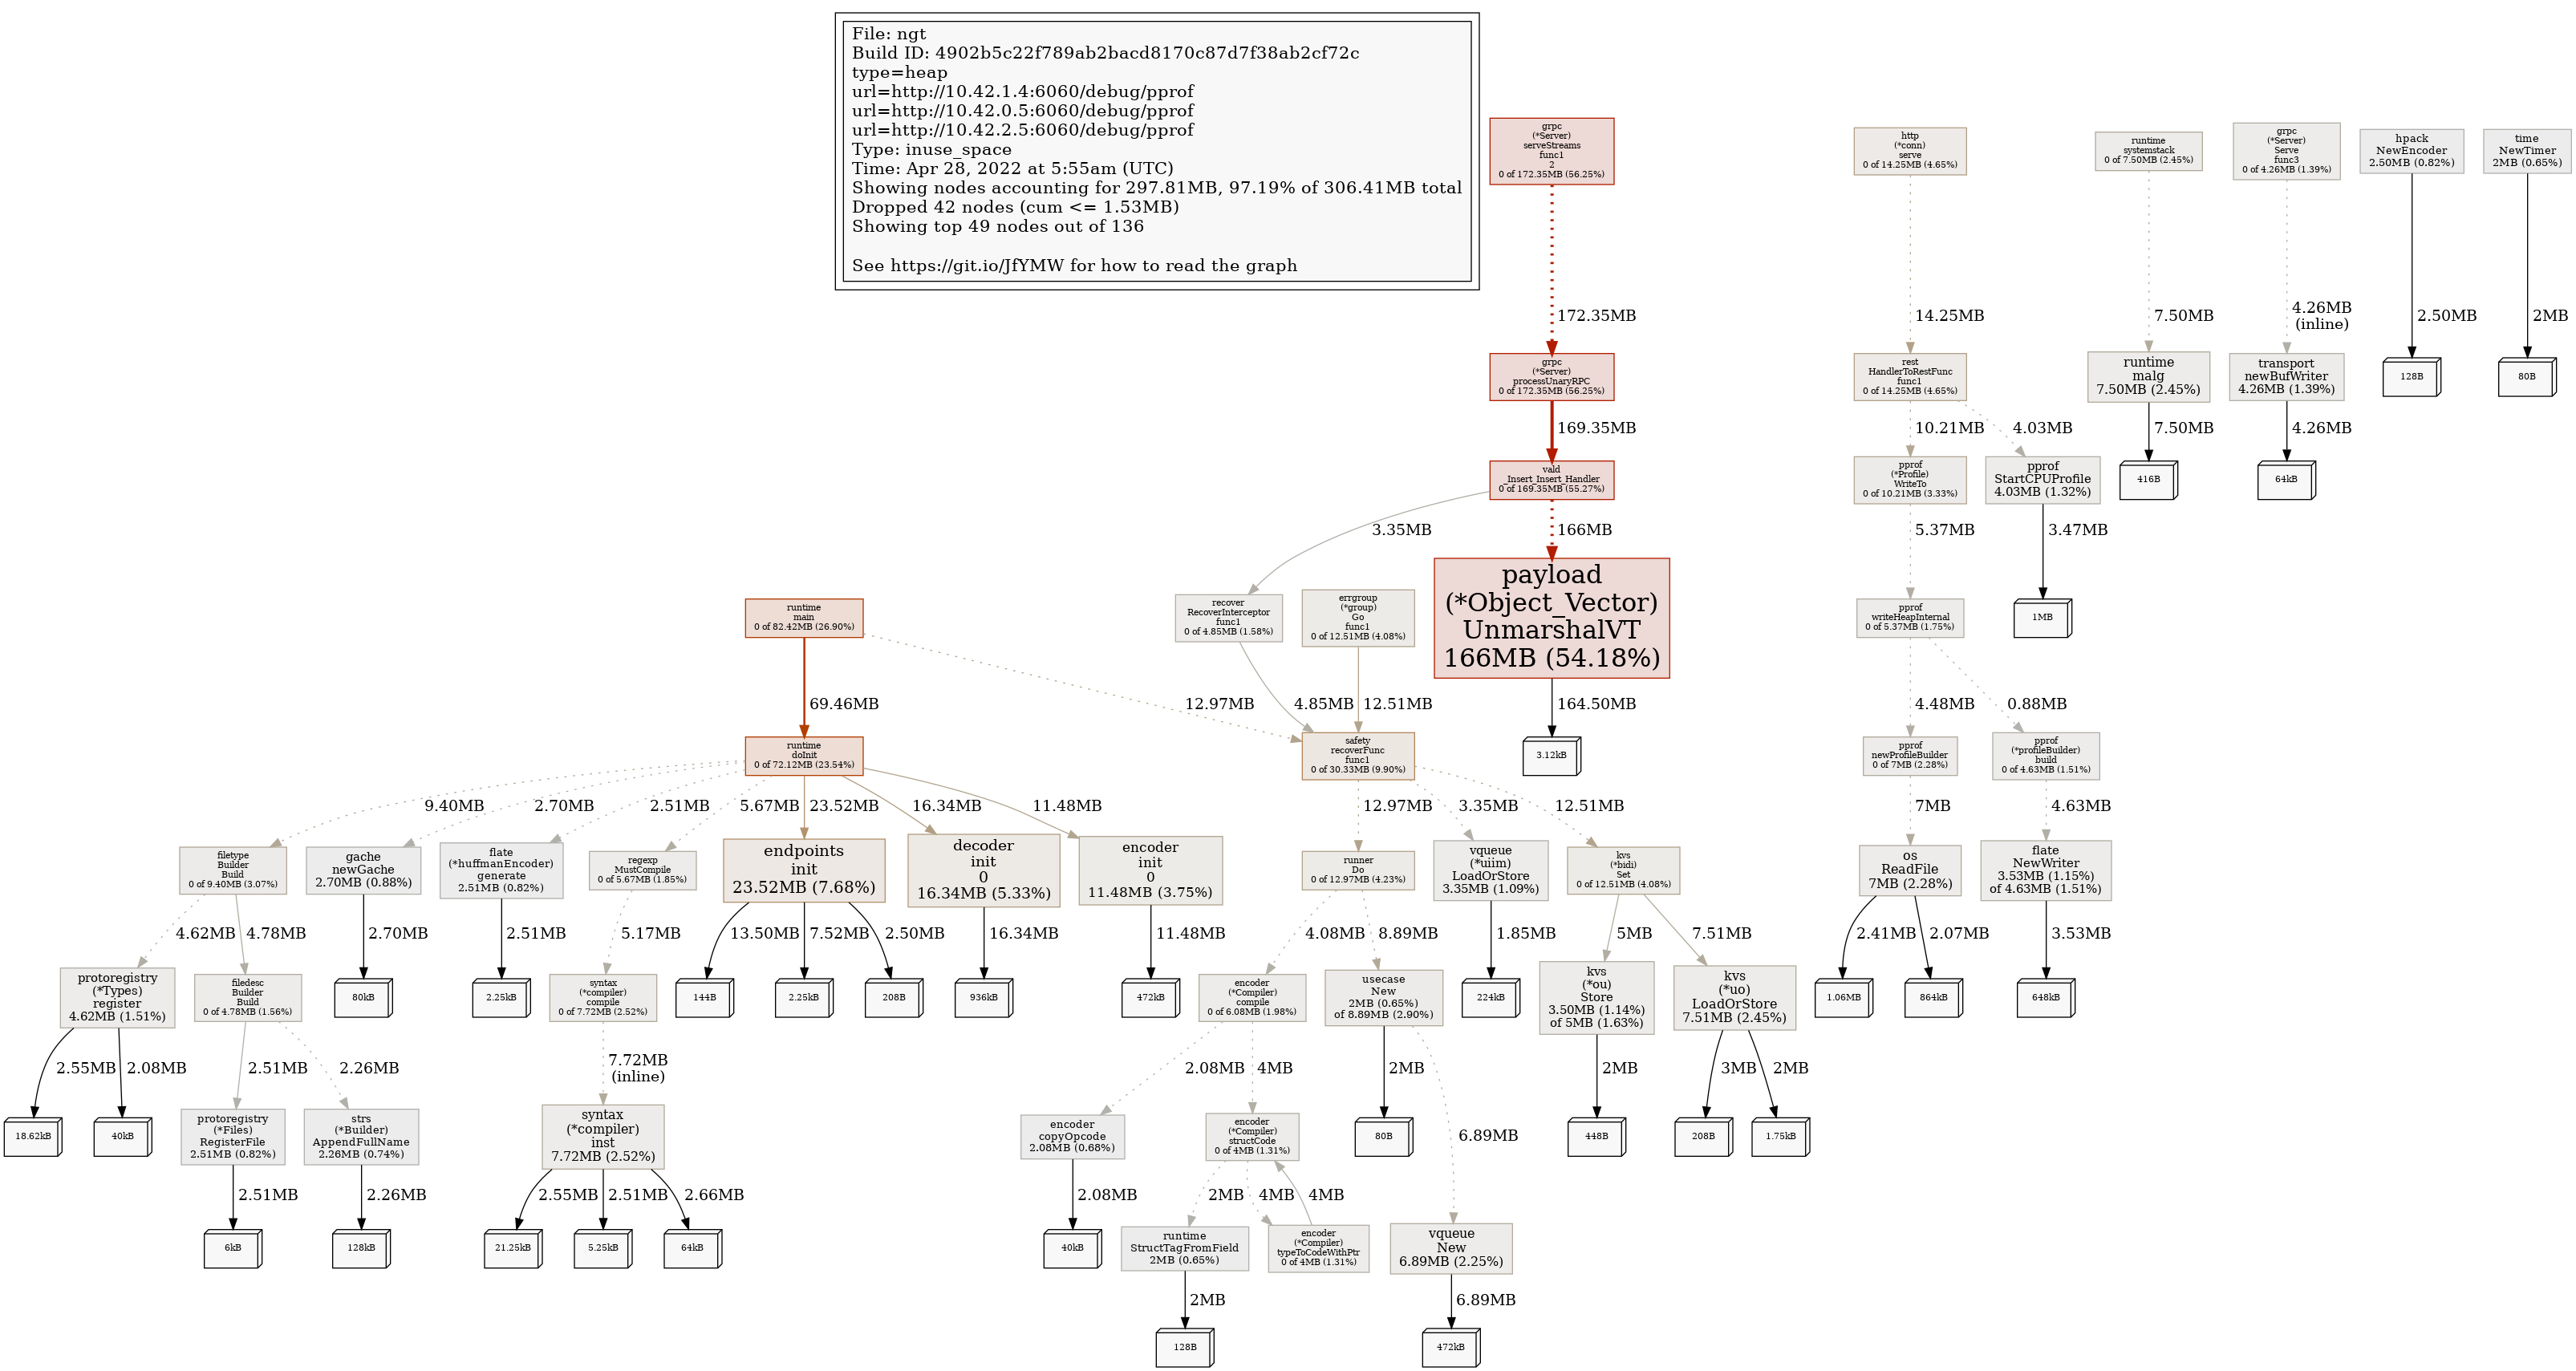 File: ngt
Build ID: 4902b5c22f789ab2bacd8170c87d7f38ab2cf72c
type=heap
url=http://10.42.1.4:6060/debug/pprof
url=http://10.42.0.5:6060/debug/pprof
url=http://10.42.2.5:6060/debug/pprof
Type: inuse_space
Time: Apr 28, 2022 at 5:55am (UTC)
Showing nodes accounting for 297.81MB, 97.19% of 306.41MB total
Dropped 42 nodes (cum <= 1.53MB)
Showing top 49 nodes out of 136
See https://git.io/JfYMW for how to read the graph
grpc
(*Server)
serveStreams
func1
2
0 of 172.35MB (56.25%)
http
(*conn)
serve
0 of 14.25MB (4.65%)
runtime
systemstack
0 of 7.50MB (2.45%)
grpc
(*Server)
Serve
func3
0 of 4.26MB (1.39%)
hpack
NewEncoder
2.50MB (0.82%)
time
NewTimer
2MB (0.65%)
172.35MB
14.25MB
7.50MB
4.26MB
(inline)
2.50MB
2MB
grpc
(*Server)
processUnaryRPC
0 of 172.35MB (56.25%)
rest
HandlerToRestFunc
func1
0 of 14.25MB (4.65%)
runtime
malg
7.50MB (2.45%)
transport
newBufWriter
4.26MB (1.39%)
128B
80B
169.35MB
10.21MB
4.03MB
7.50MB
4.26MB
vald
_Insert_Insert_Handler
0 of 169.35MB (55.27%)
pprof
(*Profile)
WriteTo
0 of 10.21MB (3.33%)
pprof
StartCPUProfile
4.03MB (1.32%)
416B
64kB
3.35MB
166MB
5.37MB
3.47MB
runtime
main
0 of 82.42MB (26.90%)
recover
RecoverInterceptor
func1
0 of 4.85MB (1.58%)
errgroup
(*group)
Go
func1
0 of 12.51MB (4.08%)
payload
(*Object_Vector)
UnmarshalVT
166MB (54.18%)
pprof
writeHeapInternal
0 of 5.37MB (1.75%)
1MB
69.46MB
12.97MB
4.85MB
12.51MB
164.50MB
4.48MB
0.88MB
runtime
doInit
0 of 72.12MB (23.54%)
safety
recoverFunc
func1
0 of 30.33MB (9.90%)
3.12kB
pprof
newProfileBuilder
0 of 7MB (2.28%)
pprof
(*profileBuilder)
build
0 of 4.63MB (1.51%)
9.40MB
2.70MB
2.51MB
5.67MB
23.52MB
16.34MB
11.48MB
12.97MB
3.35MB
12.51MB
7MB
4.63MB
filetype
Builder
Build
0 of 9.40MB (3.07%)
gache
newGache
2.70MB (0.88%)
flate
(*huffmanEncoder)
generate
2.51MB (0.82%)
regexp
MustCompile
0 of 5.67MB (1.85%)
endpoints
init
23.52MB (7.68%)
decoder
init
0
16.34MB (5.33%)
encoder
init
0
11.48MB (3.75%)
runner
Do
0 of 12.97MB (4.23%)
vqueue
(*uiim)
LoadOrStore
3.35MB (1.09%)
kvs
(*bidi)
Set
0 of 12.51MB (4.08%)
os
ReadFile
7MB (2.28%)
flate
NewWriter
3.53MB (1.15%)
of 4.63MB (1.51%)
4.62MB
4.78MB
2.70MB
2.51MB
5.17MB
13.50MB
7.52MB
2.50MB
16.34MB
11.48MB
4.08MB
8.89MB
1.85MB
5MB
7.51MB
2.41MB
2.07MB
3.53MB
protoregistry
(*Types)
register
4.62MB (1.51%)
filedesc
Builder
Build
0 of 4.78MB (1.56%)
80kB
2.25kB
syntax
(*compiler)
compile
0 of 7.72MB (2.52%)
144B
2.25kB
208B
936kB
472kB
encoder
(*Compiler)
compile
0 of 6.08MB (1.98%)
usecase
New
2MB (0.65%)
of 8.89MB (2.90%)
224kB
kvs
(*ou)
Store
3.50MB (1.14%)
of 5MB (1.63%)
kvs
(*uo)
LoadOrStore
7.51MB (2.45%)
1.06MB
864kB
648kB
2.55MB
2.08MB
2.51MB
2.26MB
7.72MB
(inline)
2.08MB
4MB
2MB
6.89MB
2MB
3MB
2MB
18.62kB
40kB
protoregistry
(*Files)
RegisterFile
2.51MB (0.82%)
strs
(*Builder)
AppendFullName
2.26MB (0.74%)
syntax
(*compiler)
inst
7.72MB (2.52%)
encoder
copyOpcode
2.08MB (0.68%)
encoder
(*Compiler)
structCode
0 of 4MB (1.31%)
80B
448B
208B
1.75kB
2.51MB
2.26MB
2.55MB
2.51MB
2.66MB
2.08MB
2MB
4MB
4MB
6kB
128kB
21.25kB
5.25kB
64kB
40kB
runtime
StructTagFromField
2MB (0.65%)
encoder
(*Compiler)
typeToCodeWithPtr
0 of 4MB (1.31%)
vqueue
New
6.89MB (2.25%)
2MB
6.89MB
128B
472kB